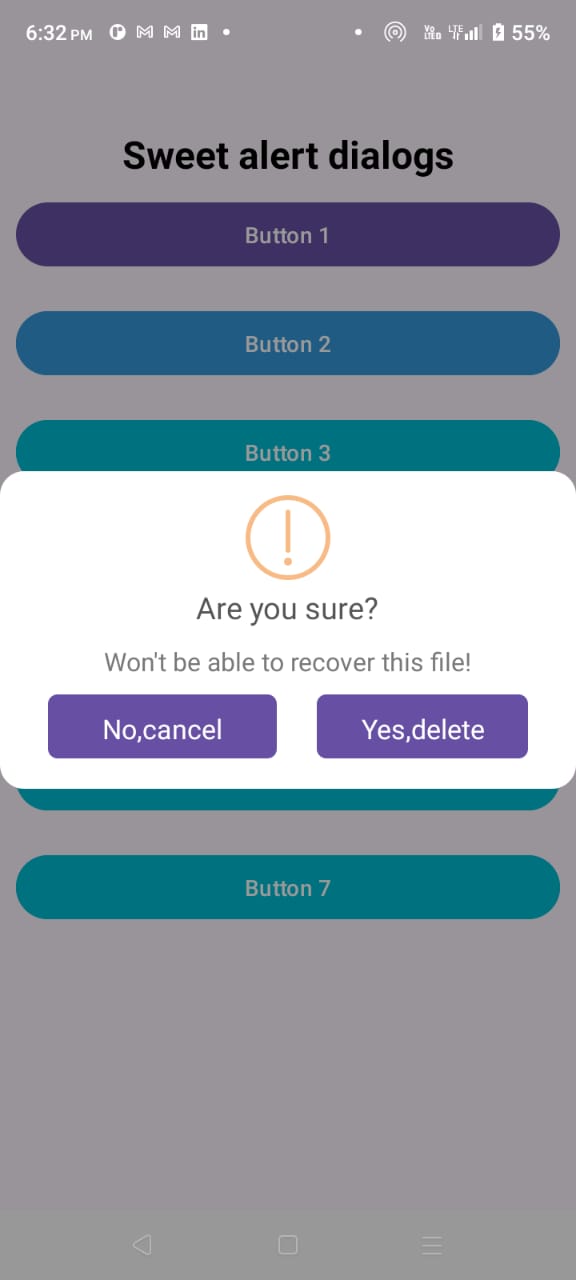 6:32 PM 55%
Sweet alert dialogs
Button 1
Button 2
Button 3
Are you sure?
Won't be able to recover this file!
No,cancel Yes,delete
Button 7